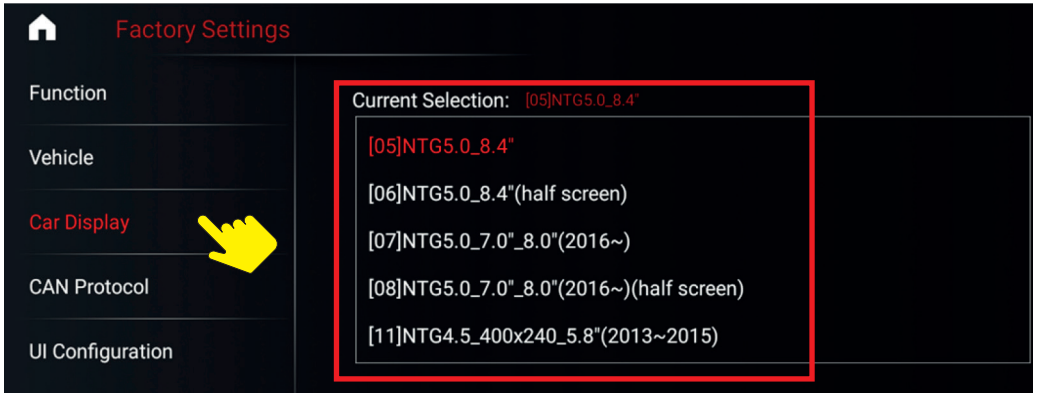 Factory Settings
Function
Vehicle
Car Display
CAN Protocol
UI Configuration
Current Selection: [05]NTG5.0_8.4"
[05]NTG5.0_8.4"
[06]NTG5.0_8.4"(half screen)
[07]NTG5.0_7.0"_8.0"(2016~)
[08]NTG5.0_7.0"_8.0"(2016~)(half screen)
[11]NTG4.5_400x240_5.8"(2013~2015)